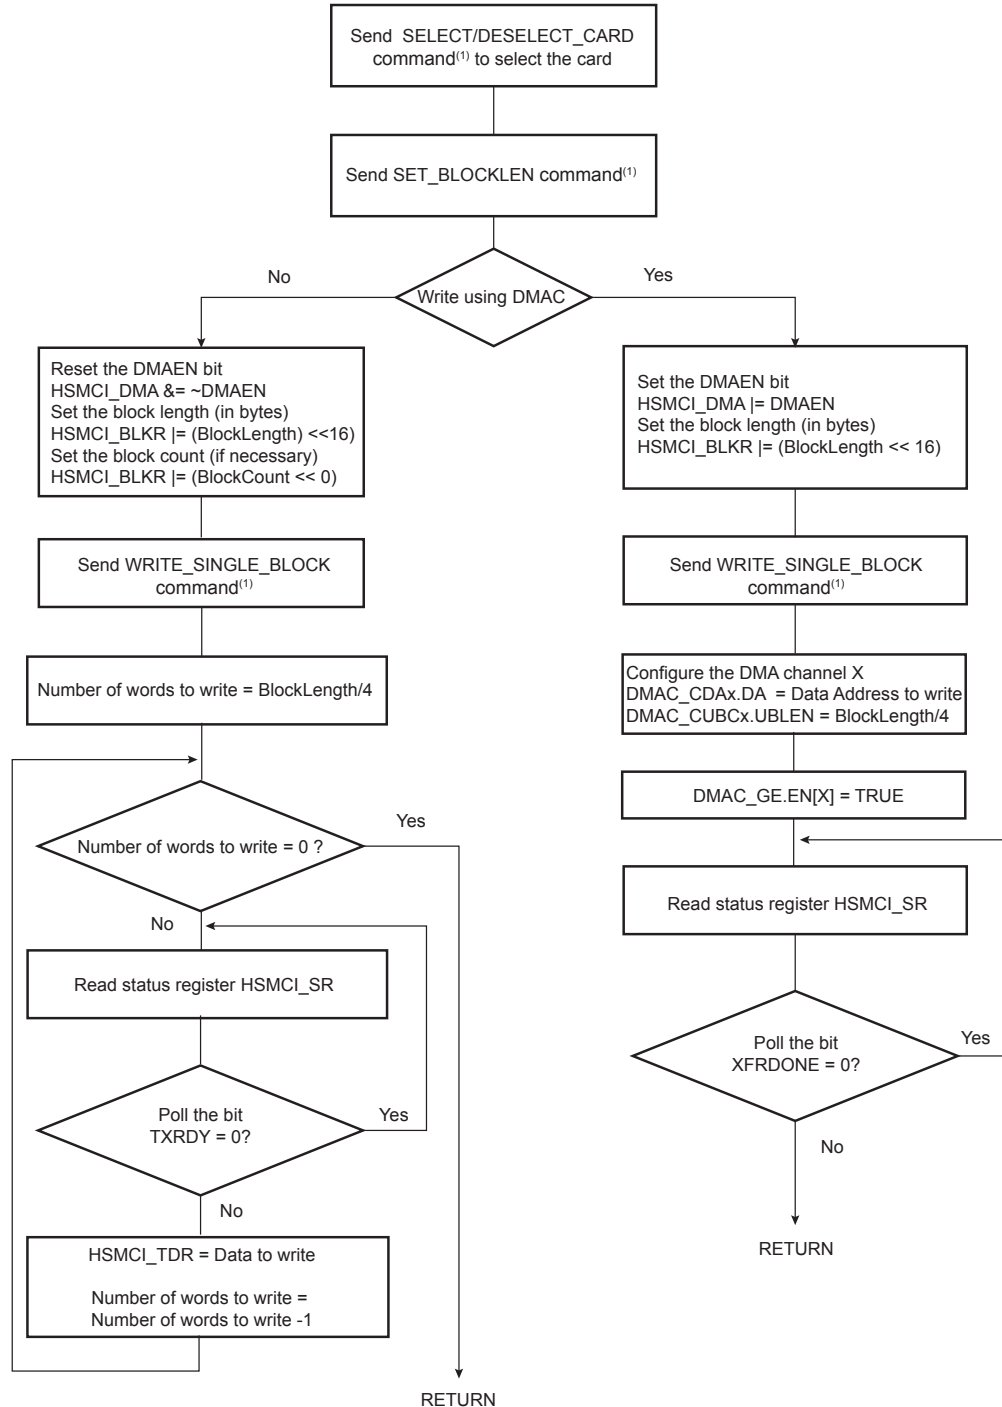 Send SELECT/DESELECT_CARD
command(1) to select the card
Send SET_BLOCKLEN command(1)
No
Yes
Write using DMAC
Reset the DMAEN bit
HSMCI_DMA &= ~DMAEN
Set the block length (in bytes)
HSMCI_BLKR |= (BlockLength) <<16)
Set the block count (if necessary)
HSMCI_BLKR |= (BlockCount << 0)
Send WRITE_SINGLE_BLOCK
command(1)
Number of words to write = BlockLength/4
Number of words to write = 0 ?
Yes
No
Read status register HSMCI_SR
Poll the bit
TXRDY = 0?
Yes
No
HSMCI_TDR = Data to write
Number of words to write =
Number of words to write -1
RETURN
Set the DMAEN bit
HSMCI_DMA |= DMAEN
Set the block length (in bytes)
HSMCI_BLKR |= (BlockLength << 16)
Send WRITE_SINGLE_BLOCK
command(1)
Configure the DMA channel X
DMAC_CDAx.DA = Data Address to write
DMAC_CUBCx.UBLEN = BlockLength/4
DMAC_GE.EN[X] = TRUE
Read status register HSMCI_SR
Poll the bit
XFRDONE = 0?
Yes
No
RETURN